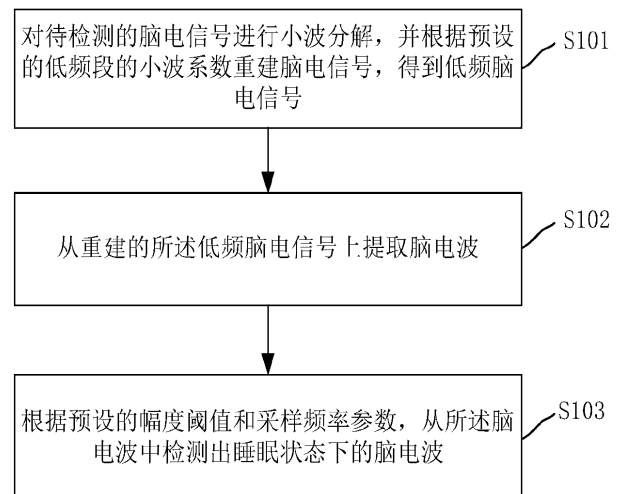 对待检测的脑电信号进行小波分解，并根据预设
的低频段的小波系数重建脑电信号，得到低频脑
电信号
S101
从重建的所述低频脑电信号上提取脑电波
S102
根据预设的幅度阈值和采样频率参数，从所述脑
电波中检测出睡眠状态下的脑电波
S103